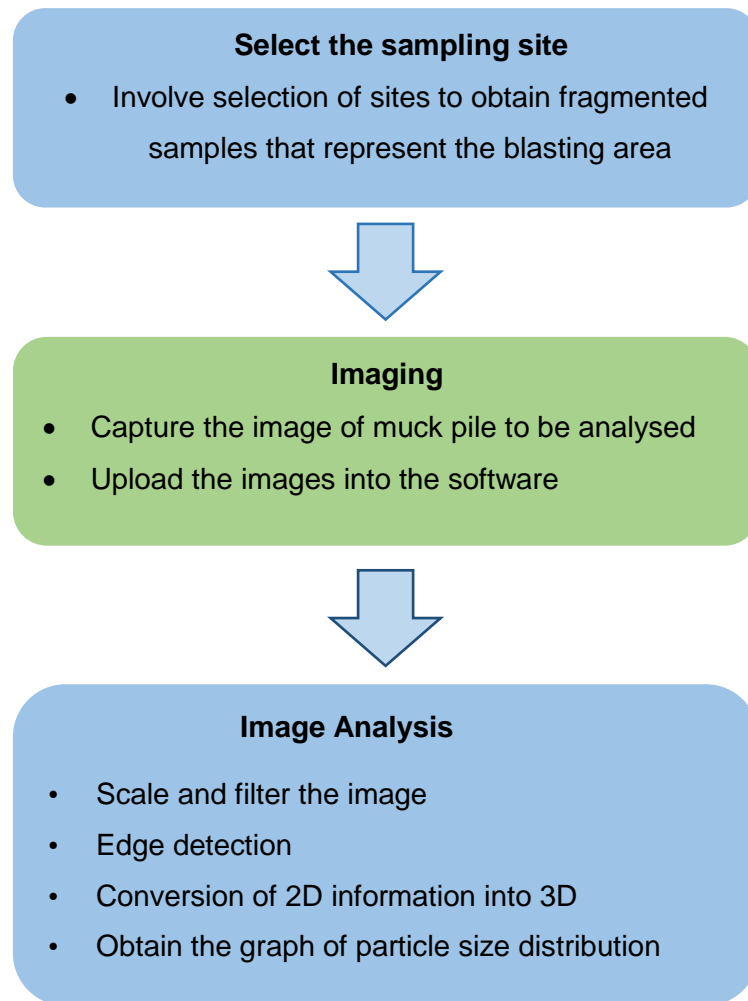 Select the sampling site
• Involve selection of sites to obtain fragmented
samples that represent the blasting area
Imaging
• Capture the image of muck pile to be analysed
• Upload the images into the software
Image Analysis
• Scale and filter the image
• Edge detection
• Conversion of 2D information into 3D
• Obtain the graph of particle size distribution